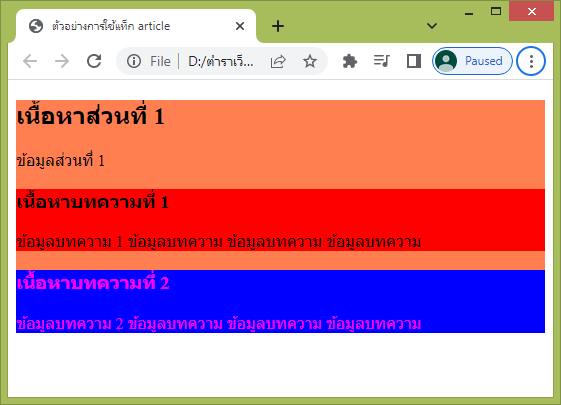 ตัวอย่างการใช้แท็ก article
File D:/ตำราเว็... Paused
เนื้อหาส่วนที่ 1
ข้อมูลส่วนที่ 1
เนื้อหาบทความที่ 1
ข้อมูลบทความ 1 ข้อมูลบทความ ข้อมูลบทความ ข้อมูลบทความ
เนื้อหาบทความที่ 2
ข้อมูลบทความ 2 ข้อมูลบทความ ข้อมูลบทความ ข้อมูลบทความ